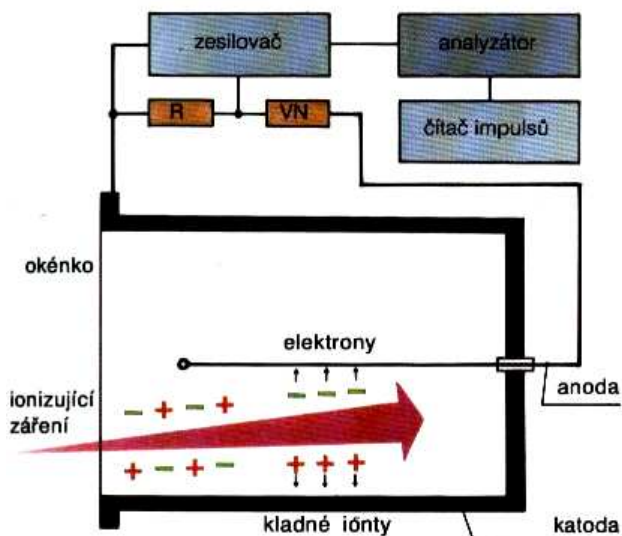 zesilovač
analyzátor
R
VN
čítač impulsů
okénko
elektrony
ionizující
záření
anoda
kladné iónty
katoda